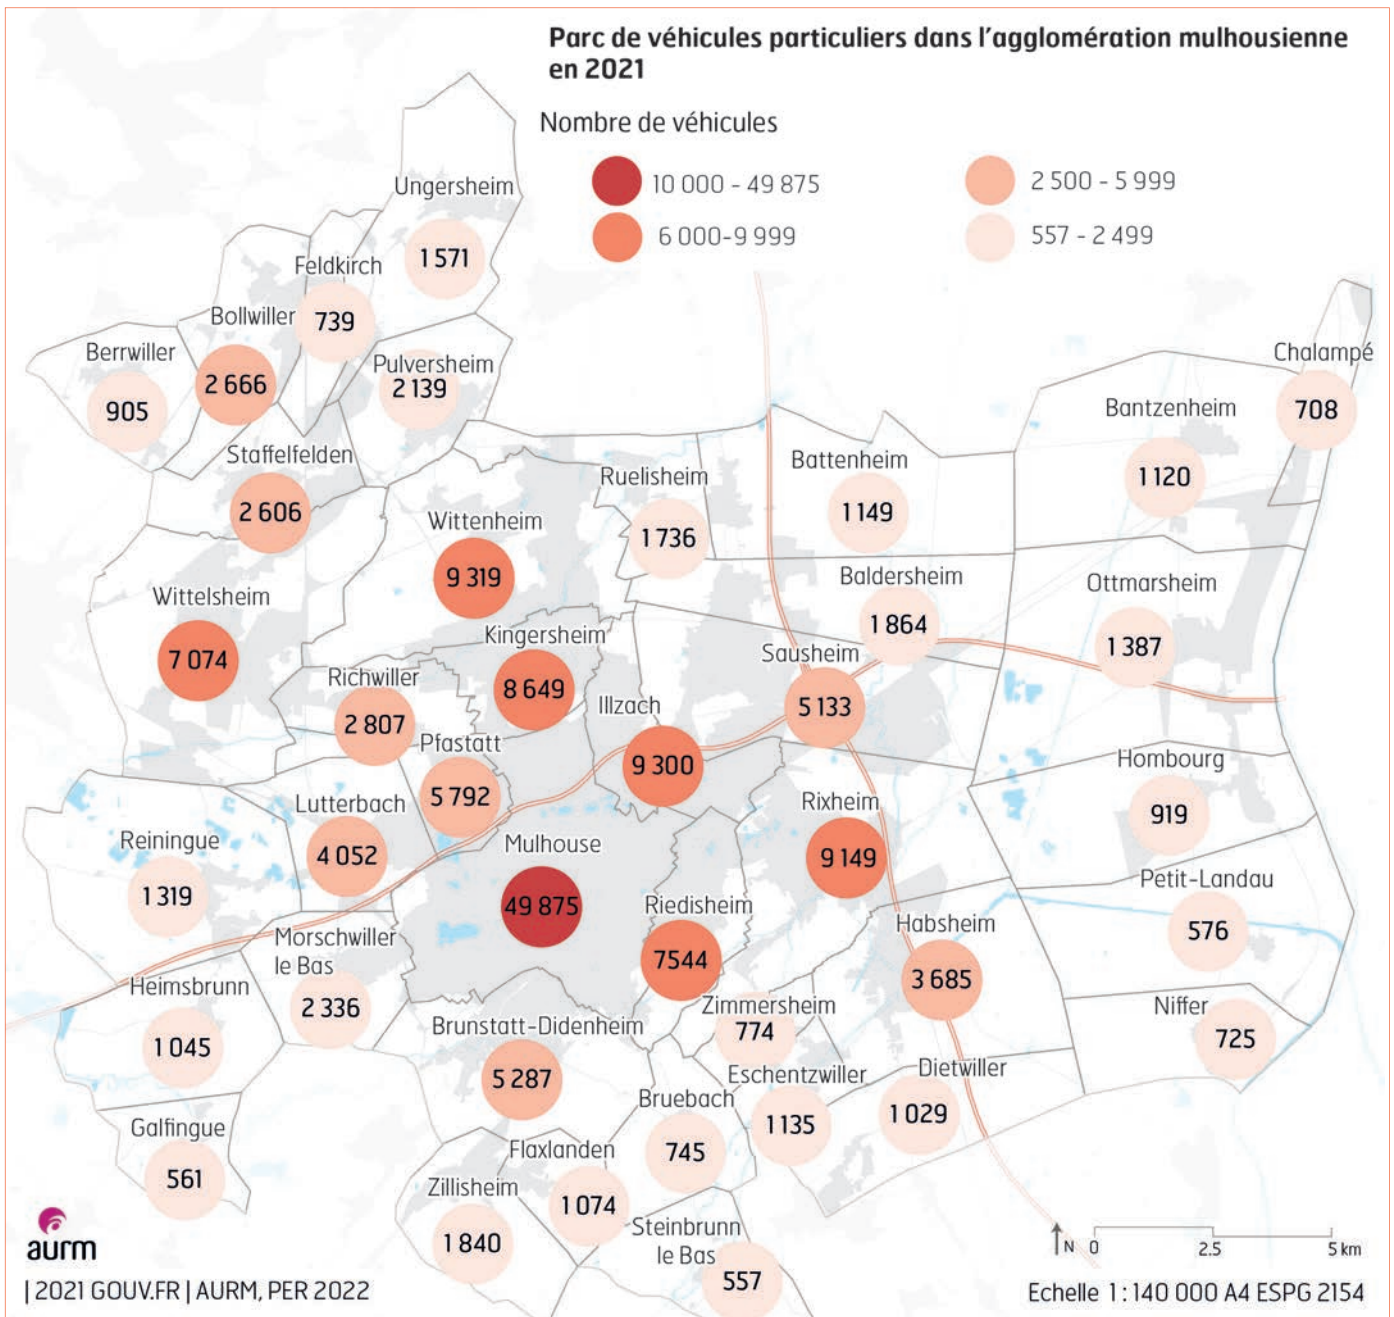 Parc de véhicules particuliers dans l'agglomération mulhousienne
en 2021
Nombre de véhicules
10 000 - 49 875
2 500 - 5 999
6 000-9 999
557 - 2 499
Ungersheim
1 571
Feldkirch
739
Bollwiller
2 666
Berrwiller
905
Pulversheim
2 139
Chalampé
708
Bantzenheim
1 120
Staffelfelden
2 606
Battenheim
1 149
Ruelisheim
1 736
Wittenheim
9 319
Baldersheim
1 864
Ottmarsheim
1 387
Wittelsheim
7 074
Kingersheim
8 649
Sausheim
5 133
Richwiller
2 807
Illzach
9 300
Pfastatt
5 792
Hombourg
919
Lutterbach
4 052
Rixheim
9 149
Reiningue
1 319
Mulhouse
49 875
Petit-Landau
576
Riedisheim
7544
Habsheim
3 685
Morschwiller
le Bas
2 336
Heimsbrunn
1 045
Zimmersheim
774
Niffer
725
Brunstatt-Didenheim
5 287
Eschentzwiller
1 135
Dietwiller
1 029
Bruebach
745
Galfingue
561
Flaxlanden
1 074
Zillisheim
1 840
Steinbrunn
le Bas
557
aurm
N 0 2.5 5 km
| 2021 GOUV.FR | AURM, PER 2022
Echelle 1 : 140 000 A4 ESPG 2154